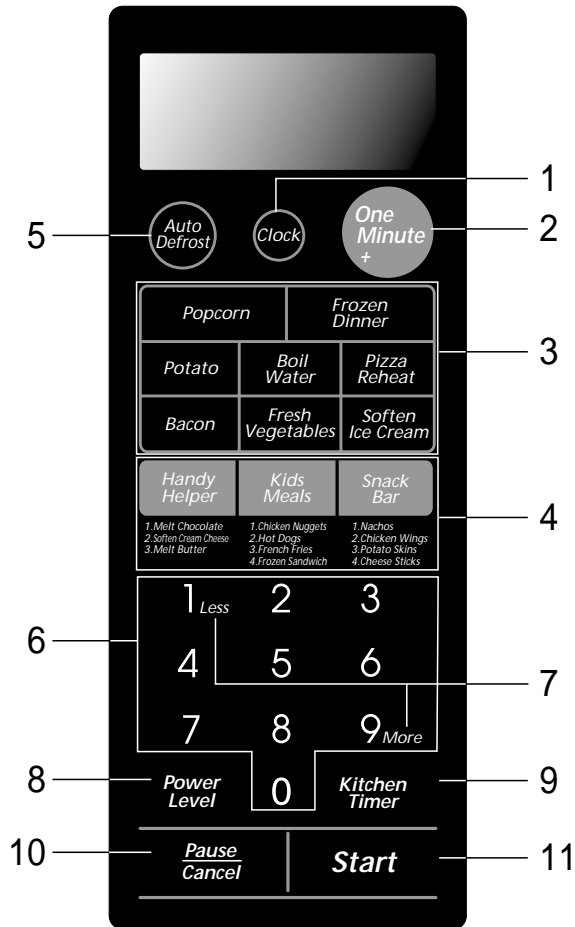 1
5
Auto
Defrost
Clock
One
Minute
+
2
Popcorn
Frozen
Dinner
3
Potato
Boil
Water
Pizza
Reheat
Bacon
Fresh
Vegetables
Soften
Ice Cream
Handy
Helper
Kids
Meals
Snack
Bar
4
1.Melt Chocolate
2.Soften Cream Cheese
3.Melt Butter
1.Chicken Nuggets
2.Hot Dogs
3.French Fries
4.Frozen Sandwich
1.Nachos
2.Chicken Wings
3.Potato Skins
4.Cheese Sticks
6
1 Less
2
3
4
5
6
7
7
8
9 More
8
Power
Level
0
Kitchen
Timer
9
10
Pause
Cancel
Start
11